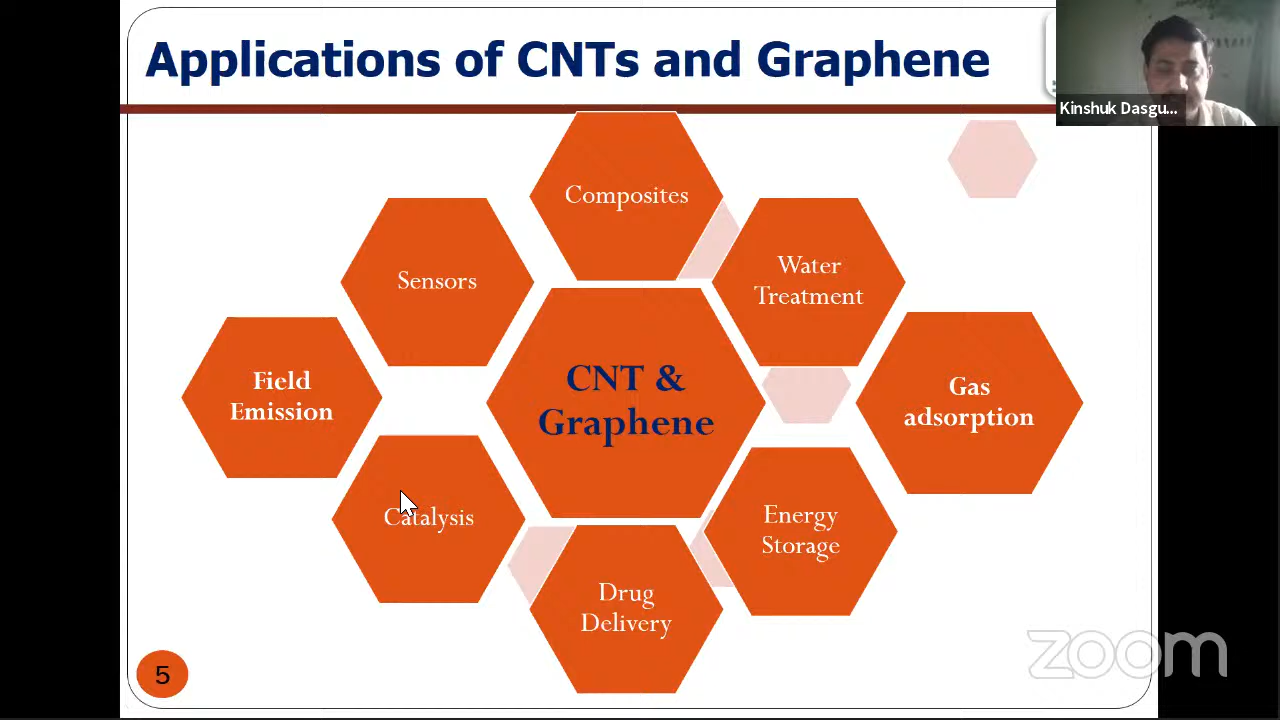 Applications of CNTs and Graphene
Kinshuk Dasgu...
Composites
Sensors
Water
Treatment
Field
Emission
CNT &
Graphene
Gas
adsorption
Catalysis
Energy
Storage
Drug
Delivery
5
zoom